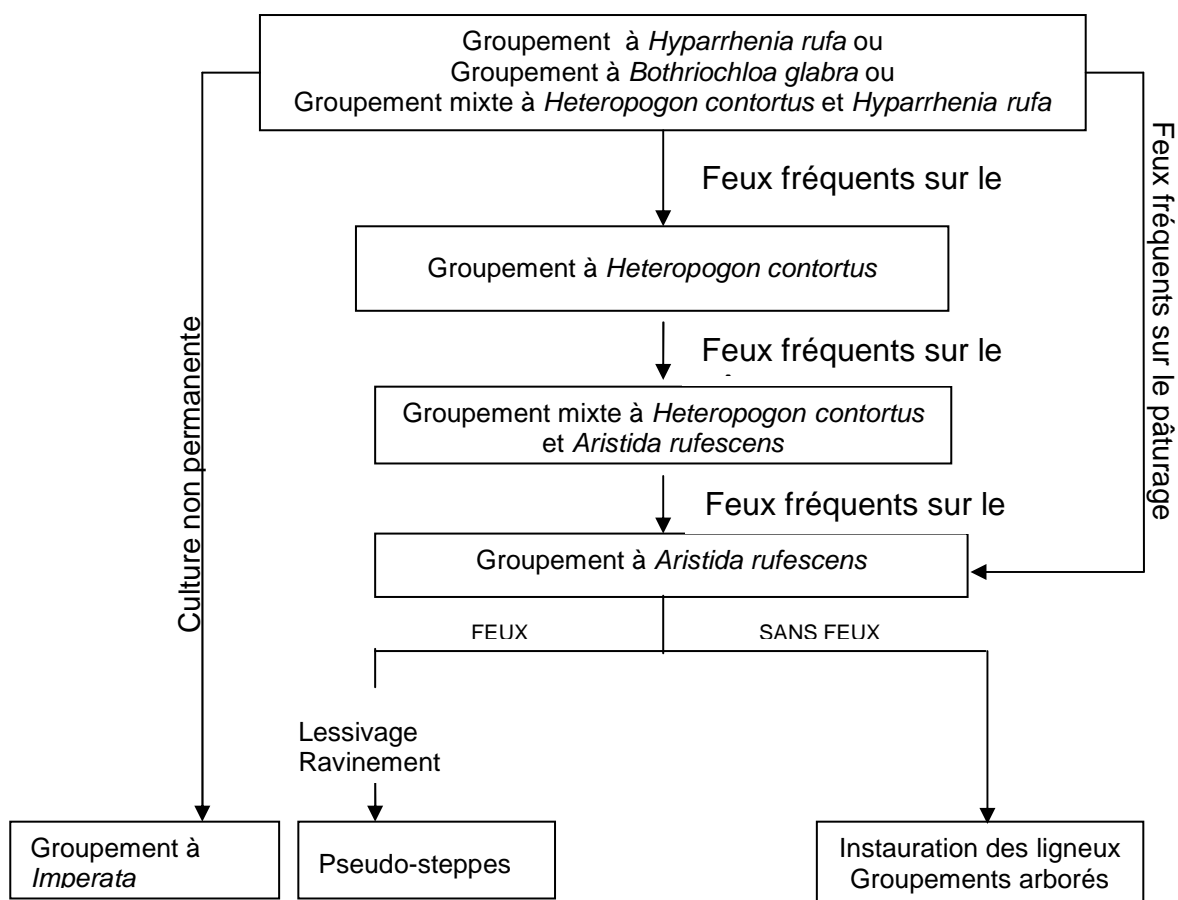 Groupement à Hyparrhenia rufa ou
Groupement à Bothriochloa glabra ou
Groupement mixte à Heteropogon contortus et Hyparrhenia rufa
Feux fréquents sur le
Groupement à Heteropogon contortus
Feux fréquents sur le
Groupement mixte à Heteropogon contortus
et Aristida rufescens
Feux fréquents sur le
Groupement à Aristida rufescens
Culture non permanente
Feux fréquents sur le pâturage
FEUX
SANS FEUX
Lessivage
Ravinement
Groupement à
Imperata
Pseudo-steppes
Instauration des ligneux
Groupements arborés